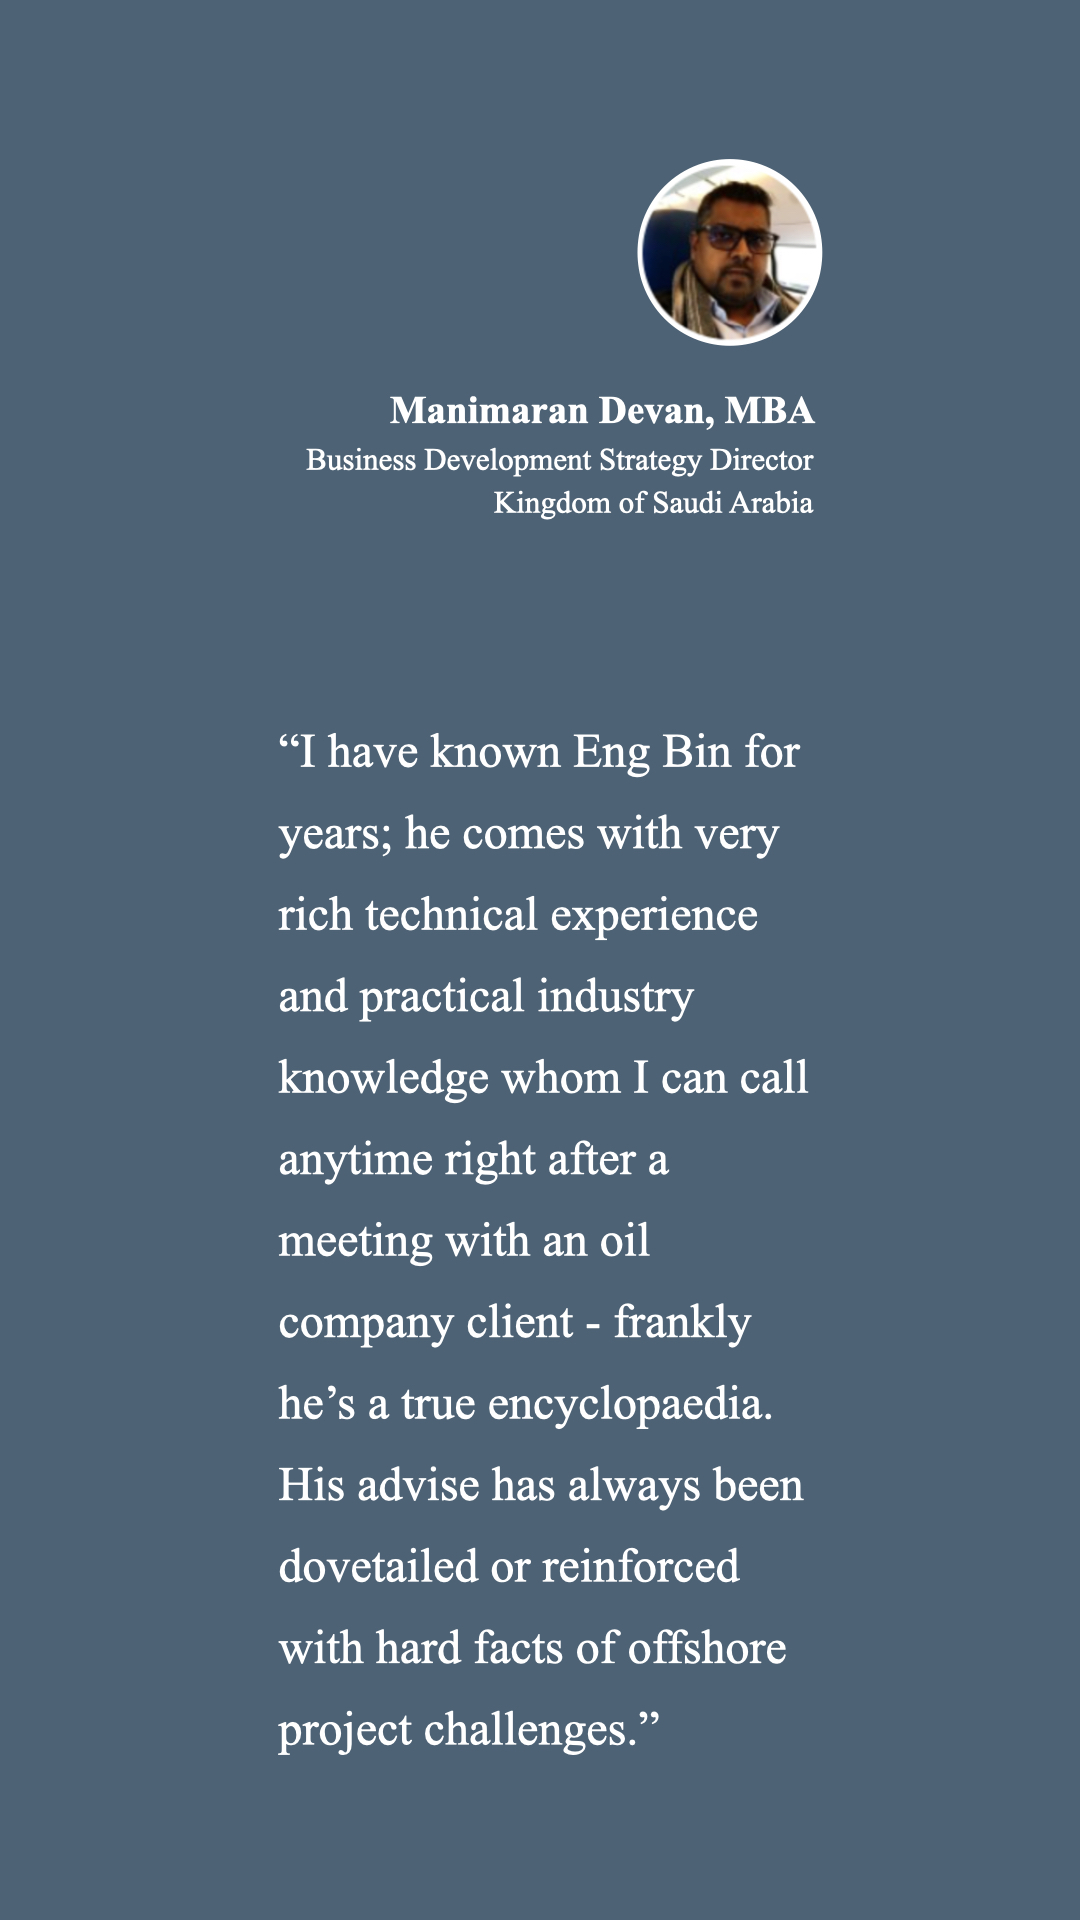 Manimaran Devan, MBA
Business Development Strategy Director
Kingdom of Saudi Arabia
“I have known Eng Bin for
years; he comes with very
rich technical experience
and practical industry
knowledge whom I can call
anytime right after a
meeting with an oil
company client - frankly
he’s a true encyclopaedia.
His advise has always been
dovetailed or reinforced
with hard facts of offshore
project challenges.”